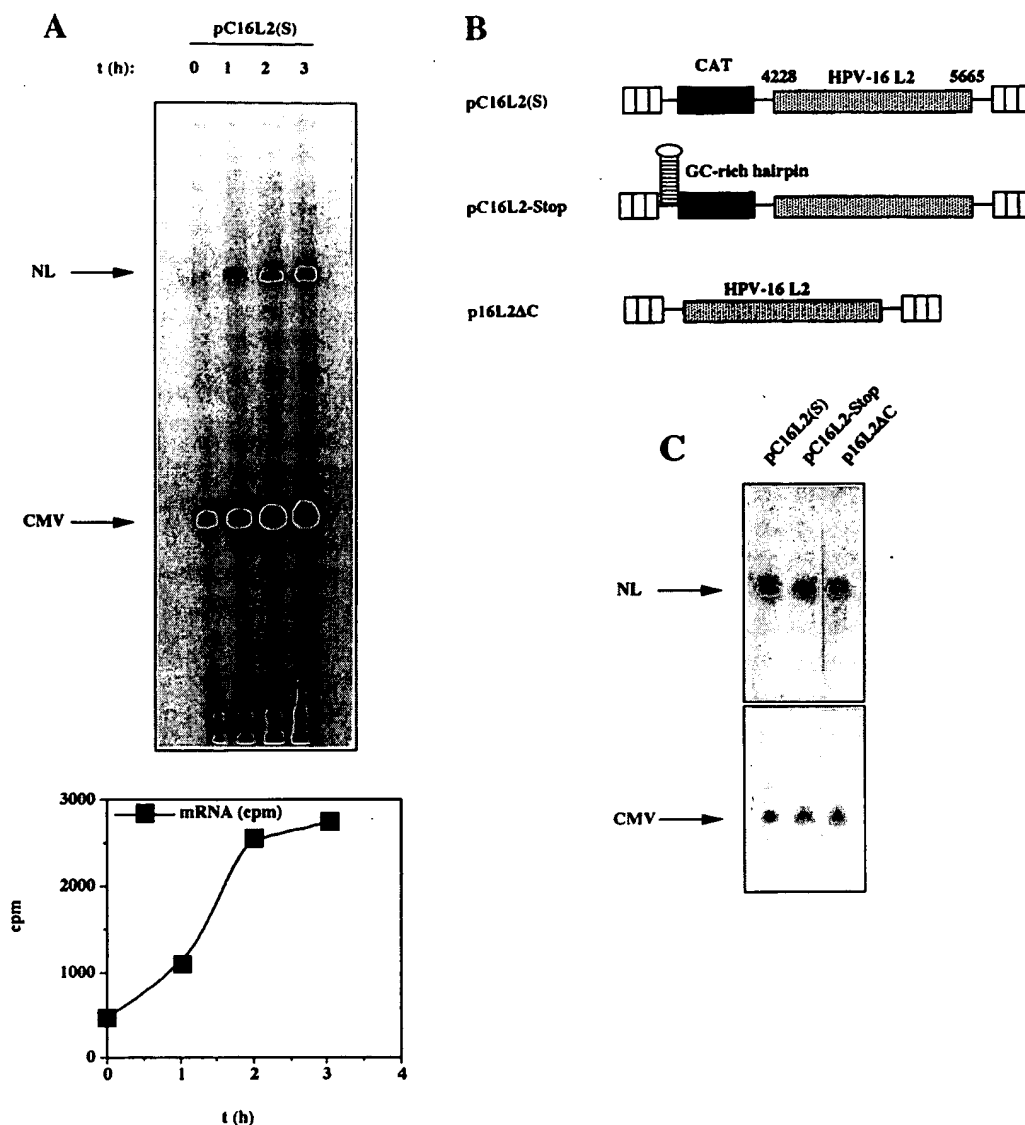 A
pC16L2(S)
t (h): 0 1 2 3
NL
CMV
3000
2000
1000
0
cpm
mRNA (cpm)
0 1 2 3 4
t (h)
B
CAT 4228 HPV-16 L2 5665
pC16L2(S)
GC-rich hairpin
pC16L2-Stop
HPV-16 L2
p16L2ΔC
C
pC16L2(S)
pC16L2-Stop
p16L2ΔC
NL
CMV